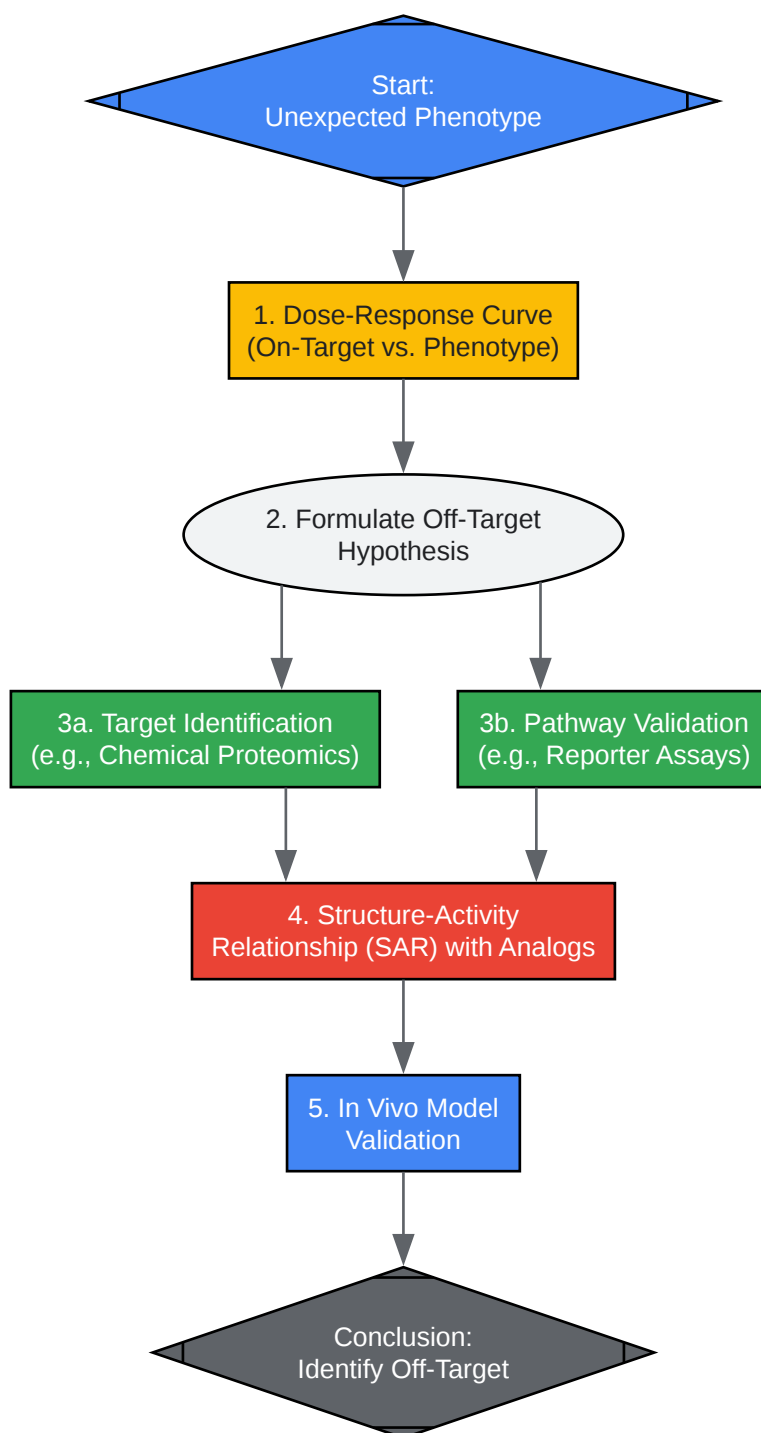 Start:
Unexpected Phenotype
1. Dose-Response Curve
(On-Target vs. Phenotype)
2. Formulate Off-Target
Hypothesis
3a. Target Identification
(e.g., Chemical Proteomics)
3b. Pathway Validation
(e.g., Reporter Assays)
4. Structure-Activity
Relationship (SAR) with Analogs
5. In Vivo Model
Validation
Conclusion:
Identify Off-Target